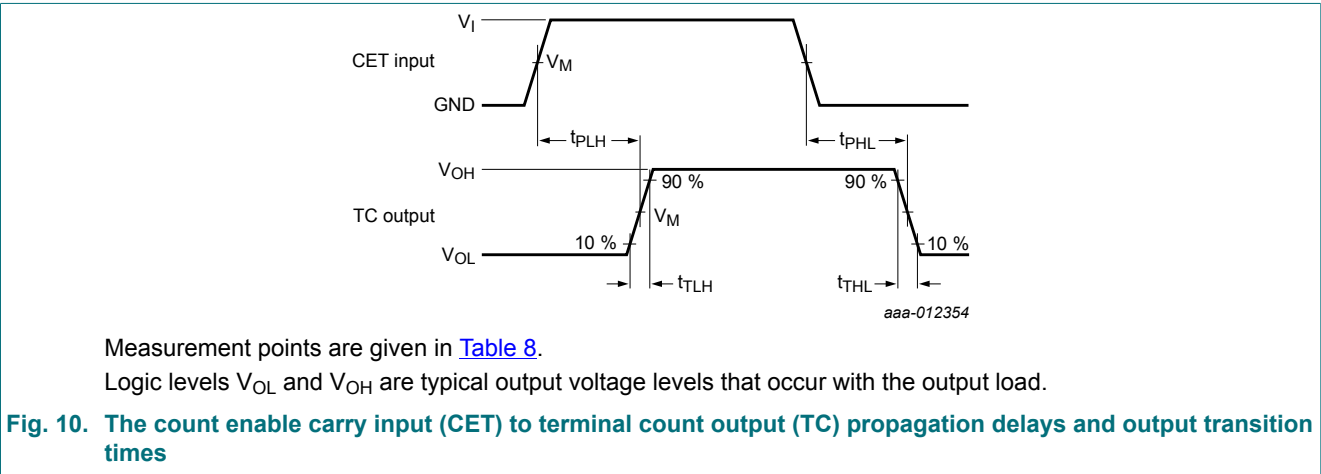 VI
CET input
VM
GND
tPLH
tPHL
VOH
90 %
90 %
TC output
VM
10 %
10 %
VOL
tTLH
tTHL
aaa-012354
Measurement points are given in Table 8.
Logic levels VOL and VOH are typical output voltage levels that occur with the output load.
Fig. 10. The count enable carry input (CET) to terminal count output (TC) propagation delays and output transition
times